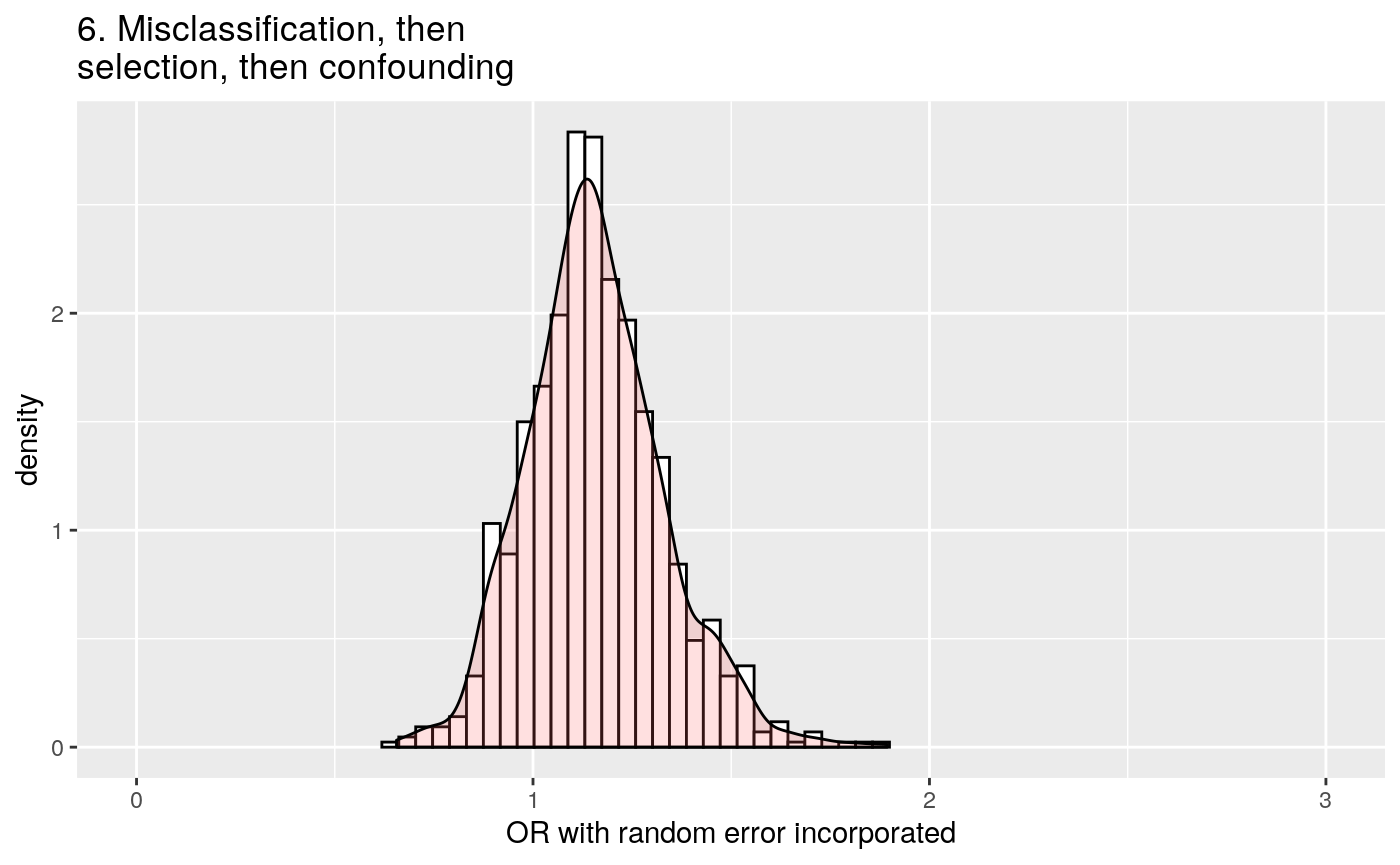 6. Misclassification, then
selection, then confounding
density
2
1
0
0 1 2 3
OR with random error incorporated